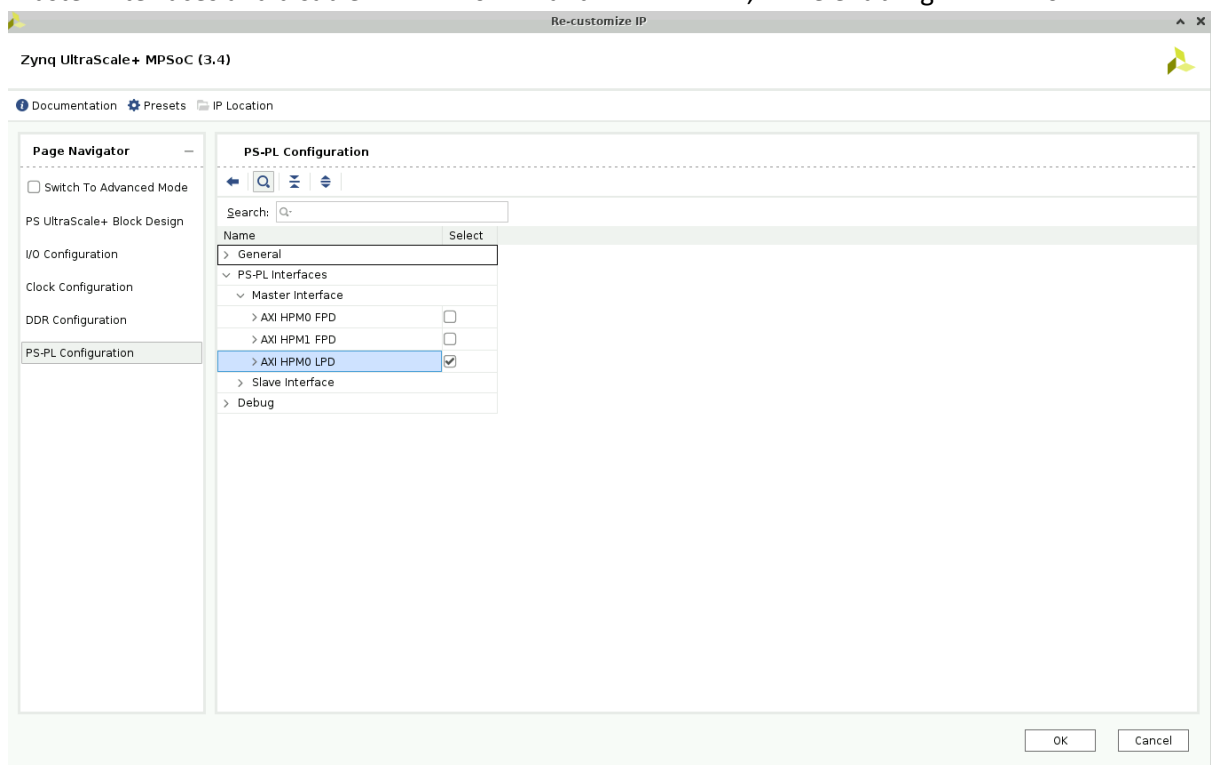 Re-customize IP
Zynq UltraScale+ MPSoC (3.4)
Documentation Presets IP Location
Page Navigator
Switch To Advanced Mode
PS UltraScale+ Block Design
I/O Configuration
Clock Configuration
DDR Configuration
PS-PL Configuration
PS-PL Configuration
Search:
Name Select
General
PS-PL Interfaces
Master Interface
AXI HPM0 FPD
AXI HPM1 FPD
AXI HPM0 LPD
Slave Interface
Debug
OK Cancel